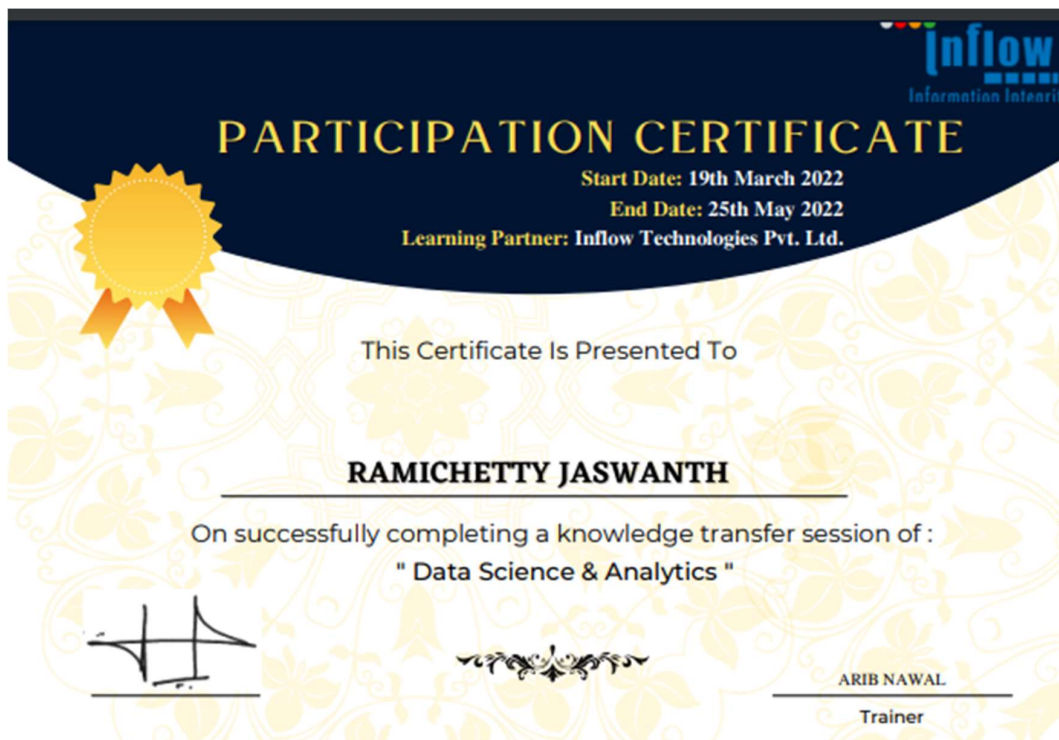 inflow
Information Integrit
PARTICIPATION CERTIFICATE
Start Date: 19th March 2022
End Date: 25th May 2022
Learning Partner: Inflow Technologies Pvt. Ltd.
This Certificate Is Presented To
RAMICHETTY JASWANTH
On successfully completing a knowledge transfer session of :
" Data Science & Analytics "
ARIB NAWAL
Trainer